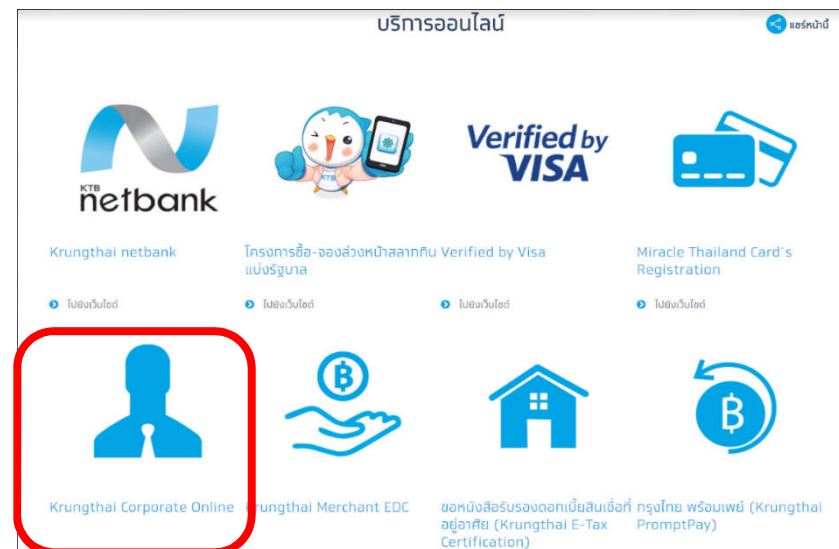 บริการออนไลน์
แชร์หน้านี้
KTB
netbank
KTB
Verified by
VISA
Krungthai netbank
โครงการซื้อ-จองล่วงหน้าสลากกิน
แบ่งรัฐบาล
Verified by Visa
Miracle Thailand Card's
Registration
ไปยังเว็บไซต์
ไปยังเว็บไซต์
ไปยังเว็บไซต์
ไปยังเว็บไซต์
Krungthai Corporate Online
Krungthai Merchant EDC
ขอหนังสือรับรองดอกเบี้ยสินเชื่อที่
อยู่อาศัย (Krungthai E-Tax
Certification)
กรุงไทย พร้อมเพย์ (Krungthai
PromptPay)